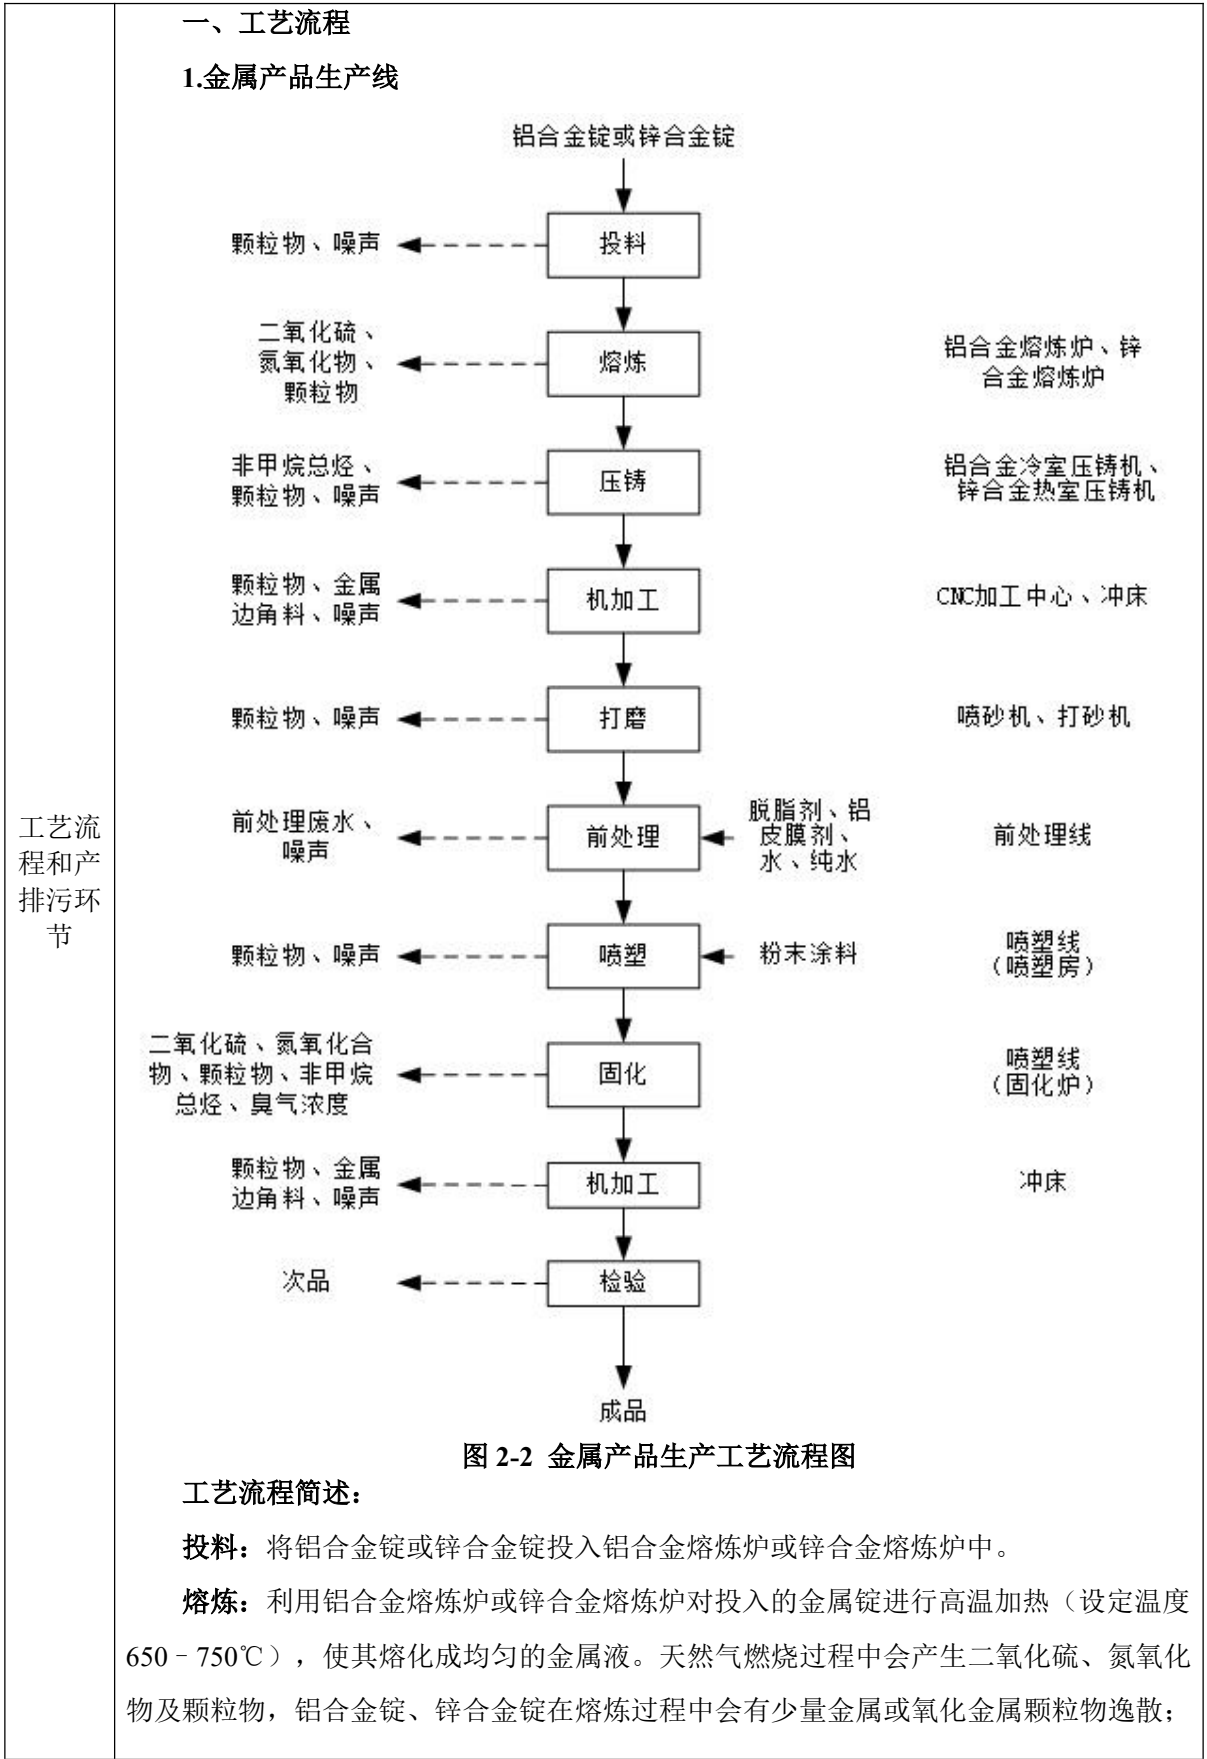 一、工艺流程
1.金属产品生产线
铝合金锭或锌合金锭
颗粒物、噪声
投料
二氧化硫、
氮氧化物、
颗粒物
熔炼
铝合金熔炼炉、锌
合金熔炼炉
非甲烷总烃、
颗粒物、噪声
压铸
铝合金冷室压铸机、
锌合金热室压铸机
颗粒物、金属
边角料、噪声
机加工
CNC加工中心、冲床
颗粒物、噪声
打磨
喷砂机、打砂机
前处理废水、
噪声
前处理
脱脂剂、铝
皮膜剂、
水、纯水
前处理线
颗粒物、噪声
喷塑
粉末涂料
喷塑线
（喷塑房）
二氧化硫、氮氧化合
物、颗粒物、非甲烷
总烃、臭气浓度
固化
喷塑线
（固化炉）
颗粒物、金属
边角料、噪声
机加工
冲床
次品
检验
成品
图 2-2 金属产品生产工艺流程图
工艺流
程和产
排污环
节
工艺流程简述：
投料：将铝合金锭或锌合金锭投入铝合金熔炼炉或锌合金熔炼炉中。
熔炼：利用铝合金熔炼炉或锌合金熔炼炉对投入的金属锭进行高温加热（设定温度
650﹣750℃），使其熔化成均匀的金属液。天然气燃烧过程中会产生二氧化硫、氮氧化
物及颗粒物，铝合金锭、锌合金锭在熔炼过程中会有少量金属或氧化金属颗粒物逸散；